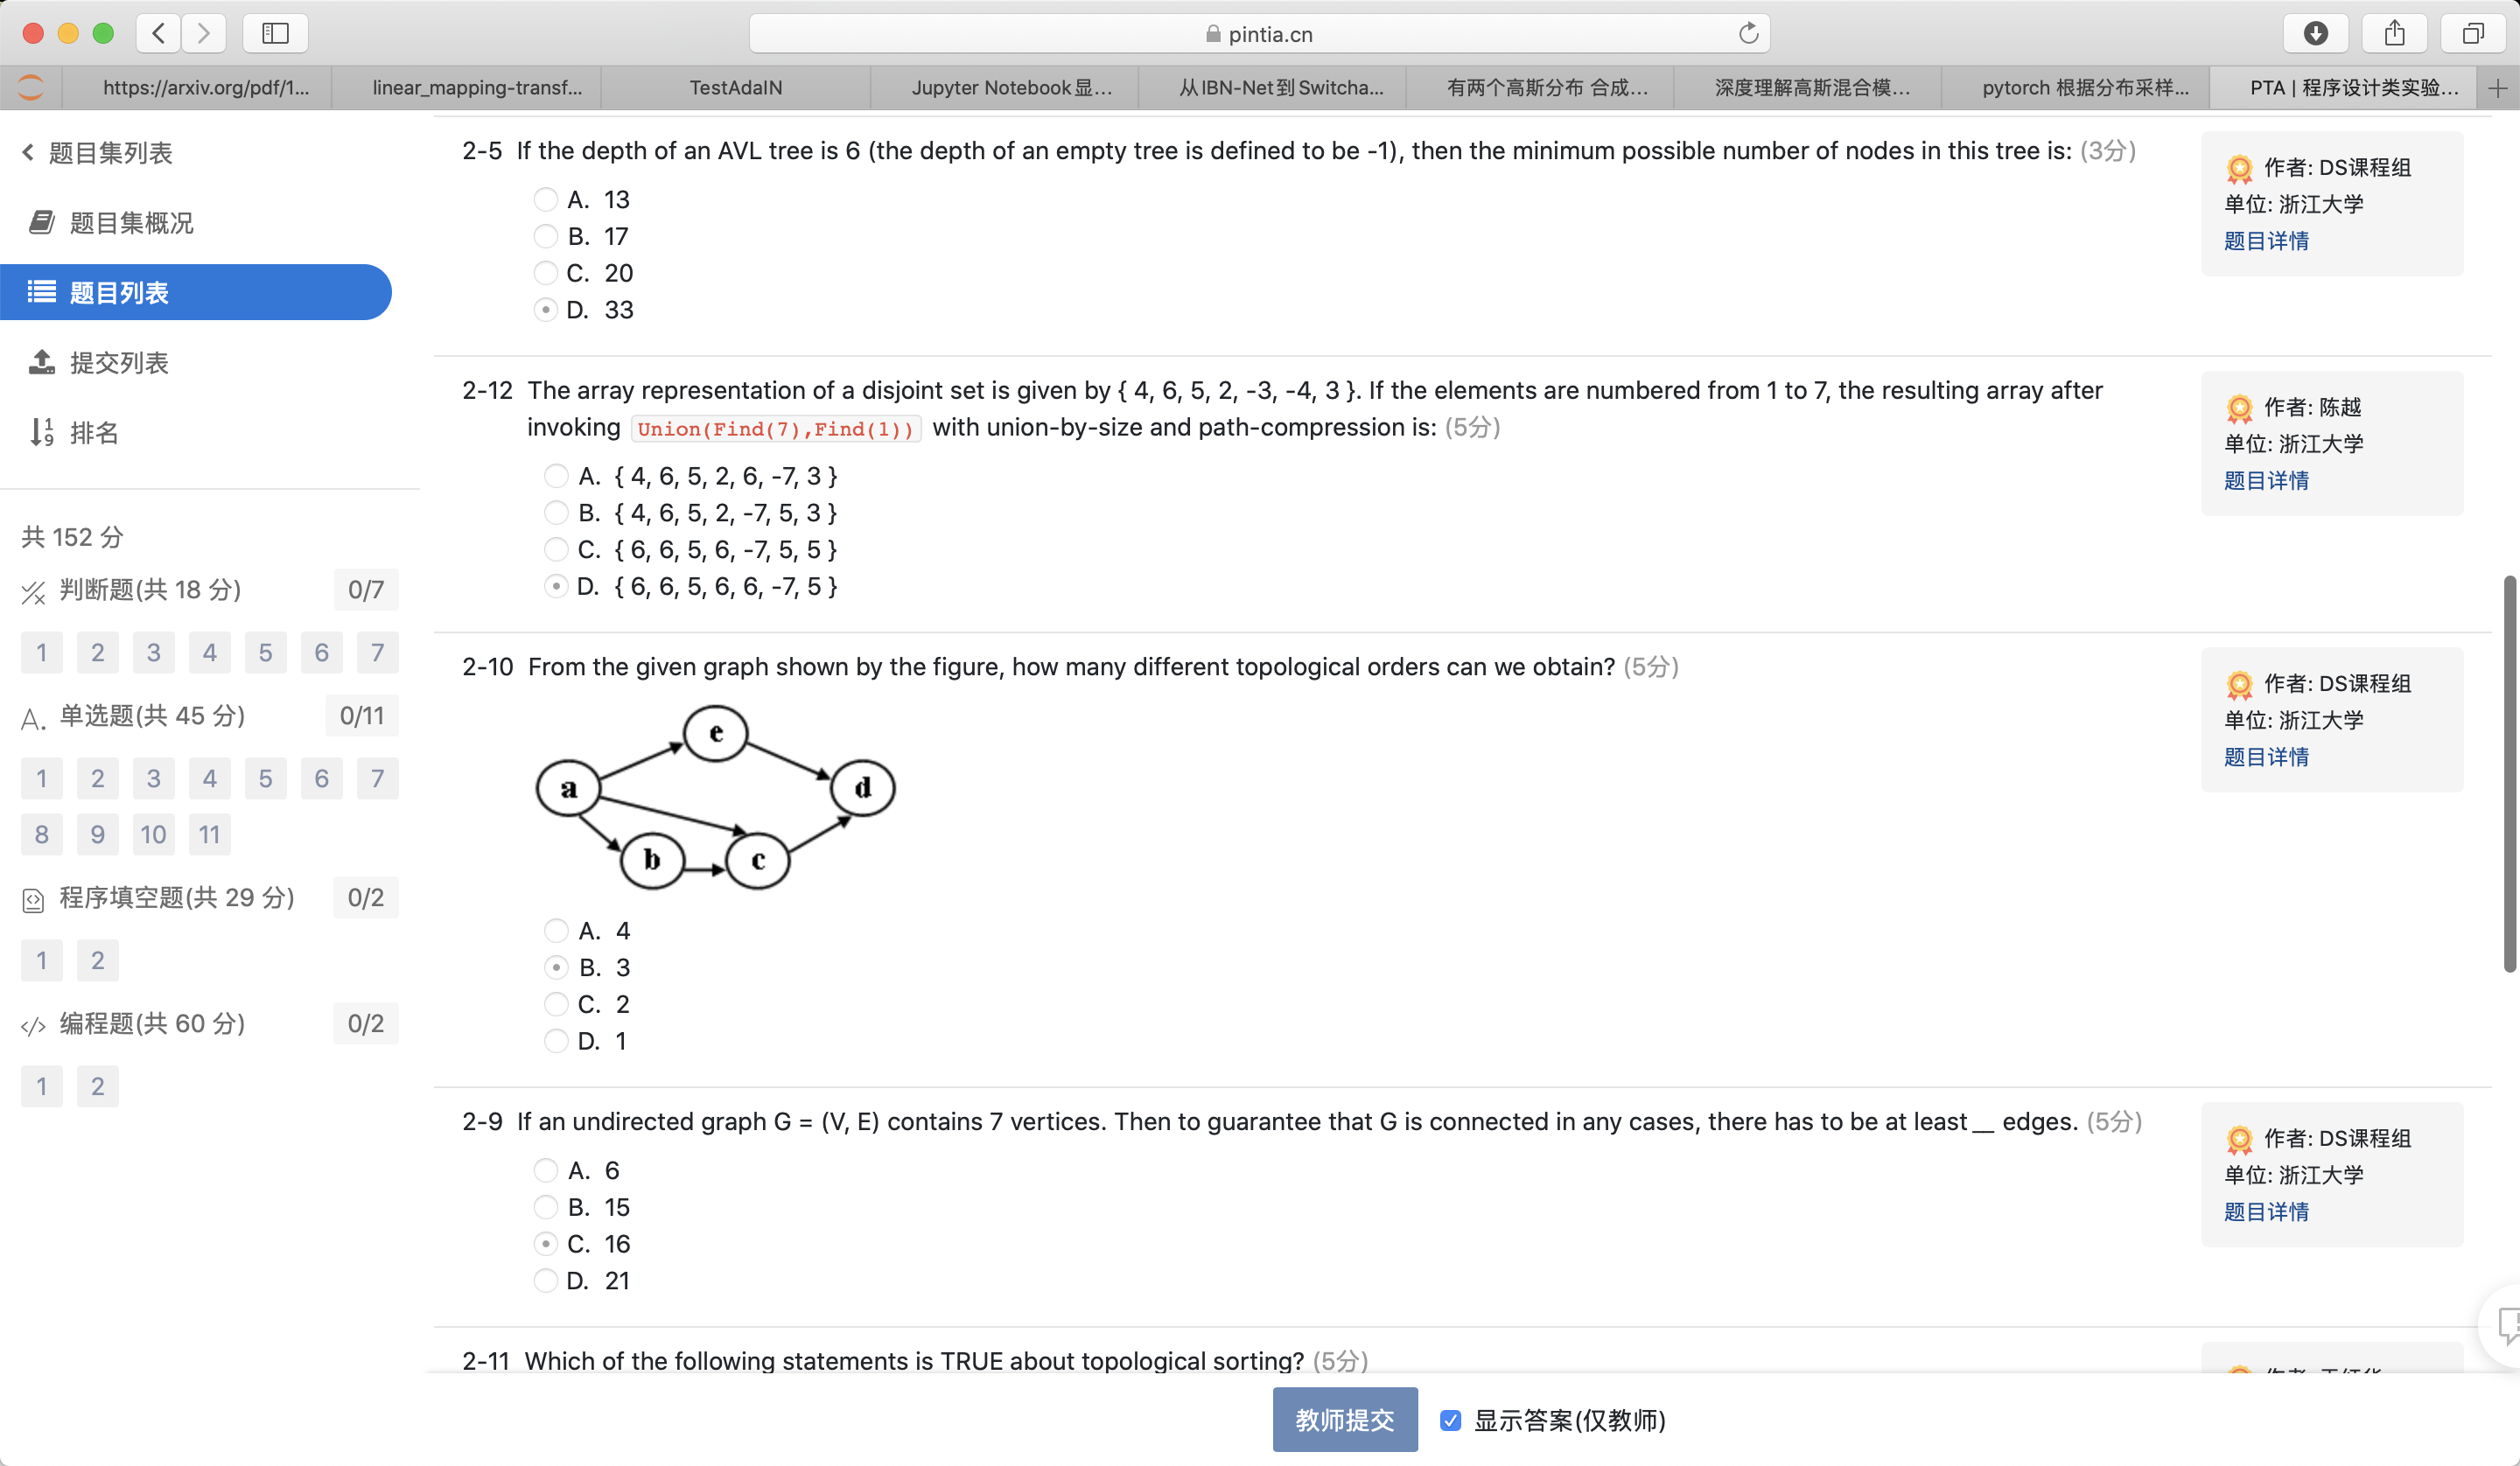 pintia.cn
https://arxiv.org/pdf/1...
linear_mapping-transf...
TestAdaIN
Jupyter Notebook显...
从IBN-Net到Switcha...
有两个高斯分布 合成...
深度理解高斯混合模...
pytorch 根据分布采样...
PTA | 程序设计类实验...
题目集列表
题目集概况
题目列表
提交列表
排名
共 152 分
判断题(共 18 分) 0/7
1 2 3 4 5 6 7
单选题(共 45 分) 0/11
1 2 3 4 5 6 7
8 9 10 11
程序填空题(共 29 分) 0/2
1 2
编程题(共 60 分) 0/2
1 2
2-5 If the depth of an AVL tree is 6 (the depth of an empty tree is defined to be -1), then the minimum possible number of nodes in this tree is: (3分)
A. 13
B. 17
C. 20
D. 33
作者: DS课程组
单位: 浙江大学
题目详情
2-12 The array representation of a disjoint set is given by { 4, 6, 5, 2, -3, -4, 3 }. If the elements are numbered from 1 to 7, the resulting array after
invoking Union(Find(7),Find(1)) with union-by-size and path-compression is: (5分)
A. { 4, 6, 5, 2, 6, -7, 3 }
B. { 4, 6, 5, 2, -7, 5, 3 }
C. { 6, 6, 5, 6, -7, 5, 5 }
D. { 6, 6, 5, 6, 6, -7, 5 }
作者: 陈越
单位: 浙江大学
题目详情
2-10 From the given graph shown by the figure, how many different topological orders can we obtain? (5分)
e
a
d
b
c
A. 4
B. 3
C. 2
D. 1
作者: DS课程组
单位: 浙江大学
题目详情
2-9 If an undirected graph G = (V, E) contains 7 vertices. Then to guarantee that G is connected in any cases, there has to be at least __ edges. (5分)
A. 6
B. 15
C. 16
D. 21
作者: DS课程组
单位: 浙江大学
题目详情
2-11 Which of the following statements is TRUE about topological sorting? (5分)
教师提交
显示答案(仅教师)